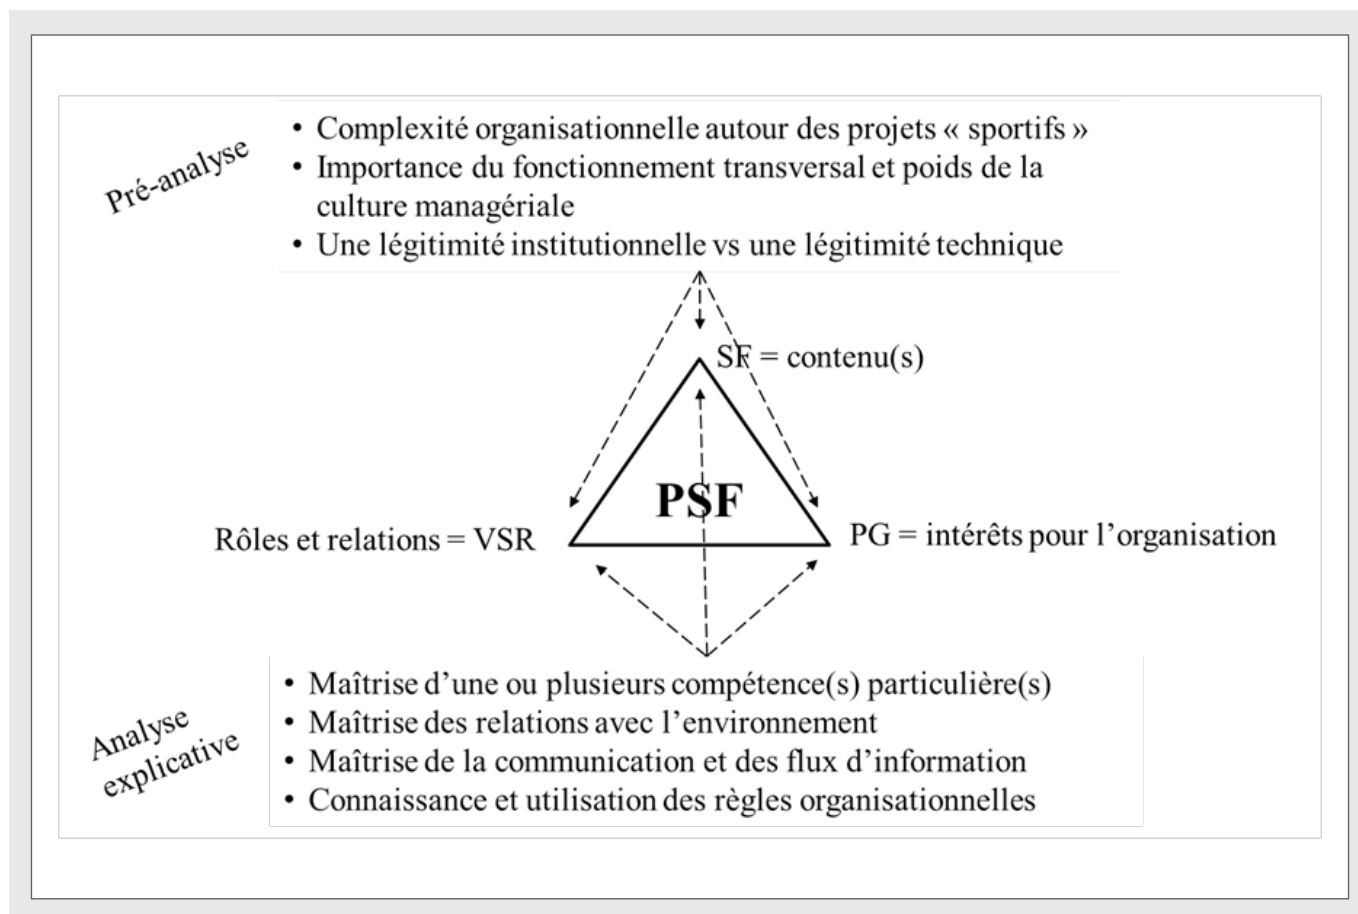 Pré-analyse
• Complexité organisationnelle autour des projets « sportifs »
• Importance du fonctionnement transversal et poids de la
culture managériale
• Une légitimité institutionnelle vs une légitimité technique
SF = contenu(s)
PSF
Rôles et relations = VSR
PG = intérêts pour l’organisation
Analyse
explicative
• Maîtrise d’une ou plusieurs compétence(s) particulière(s)
• Maîtrise des relations avec l’environnement
• Maîtrise de la communication et des flux d’information
• Connaissance et utilisation des règles organisationnelles